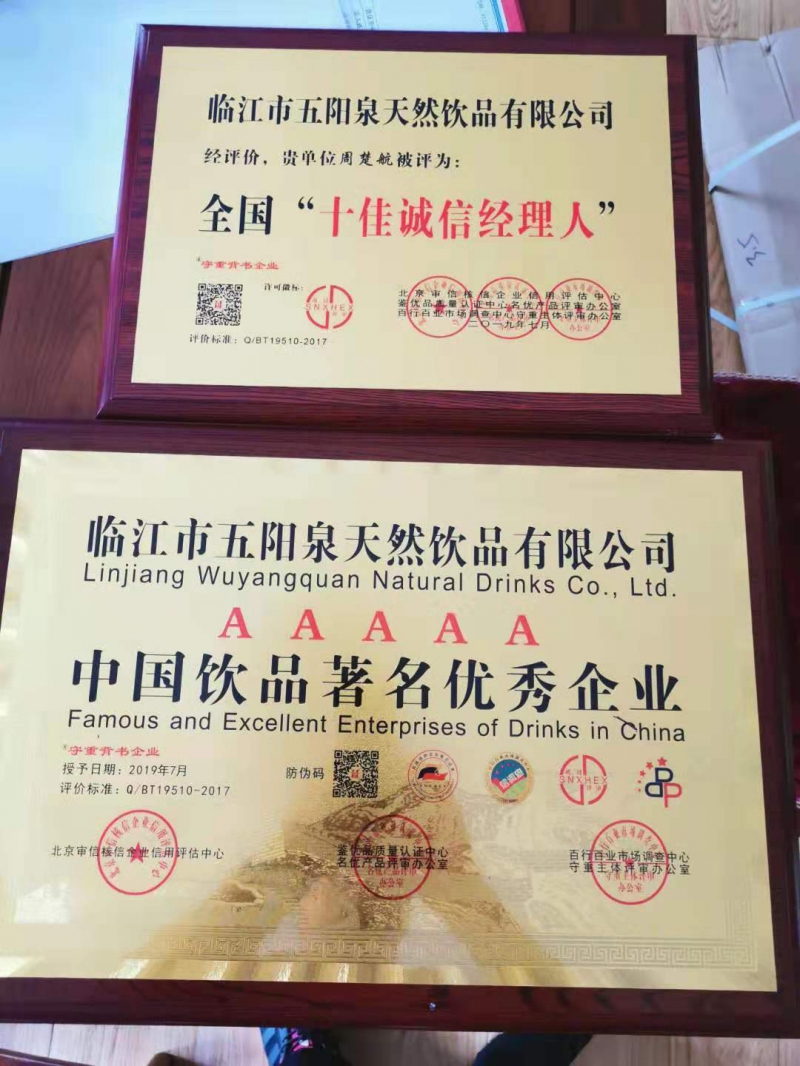 临江市五阳泉天然饮品有限公司
经评价，贵单位周楚航被评为：
全国“十佳诚信经理人”
守重背书企业
许可徽标：
SNXHEX
北京审信核信企业信用评估中心
鉴优品质量认证中心名优产品评审办公室
百行百业市场调查中心守重主体评审办公室
二〇一九年七月
评价标准：Q/BT19510-2017
临江市五阳泉天然饮品有限公司
Linjiang Wuyangquan Natural Drinks Co., Ltd.
AAAAA
中国饮品著名优秀企业
Famous and Excellent Enterprises of Drinks in China
守重背书企业
授予日期：2019年7月
防伪码
SNXHEX
评价标准：Q/BT19510-2017
北京审信核信企业信用评估中心
鉴优品质量认证中心
名优产品评审办公室
百行百业市场调查中心
守重主体评审办公室
M.S